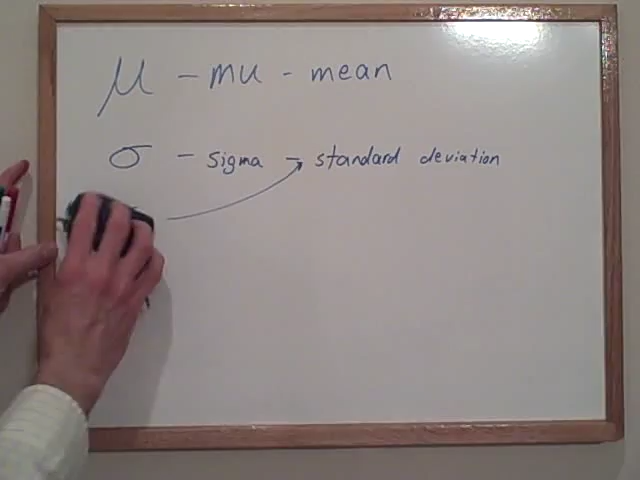 μ - mu - mean
σ - sigma → standard deviation